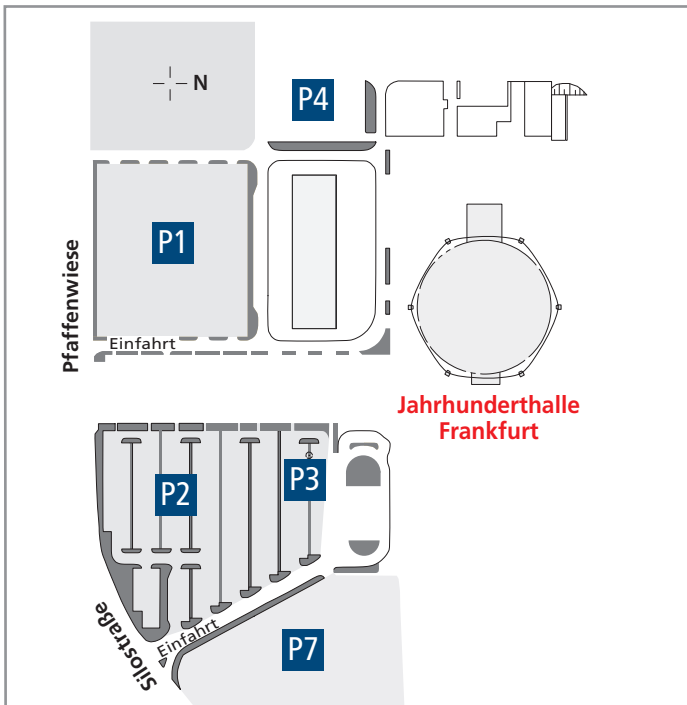 N
P4
P1
Pfaffenwiese
Einfahrt
Jahrhunderthalle
Frankfurt
P3
P2
Silostraße
Einfahrt
P7